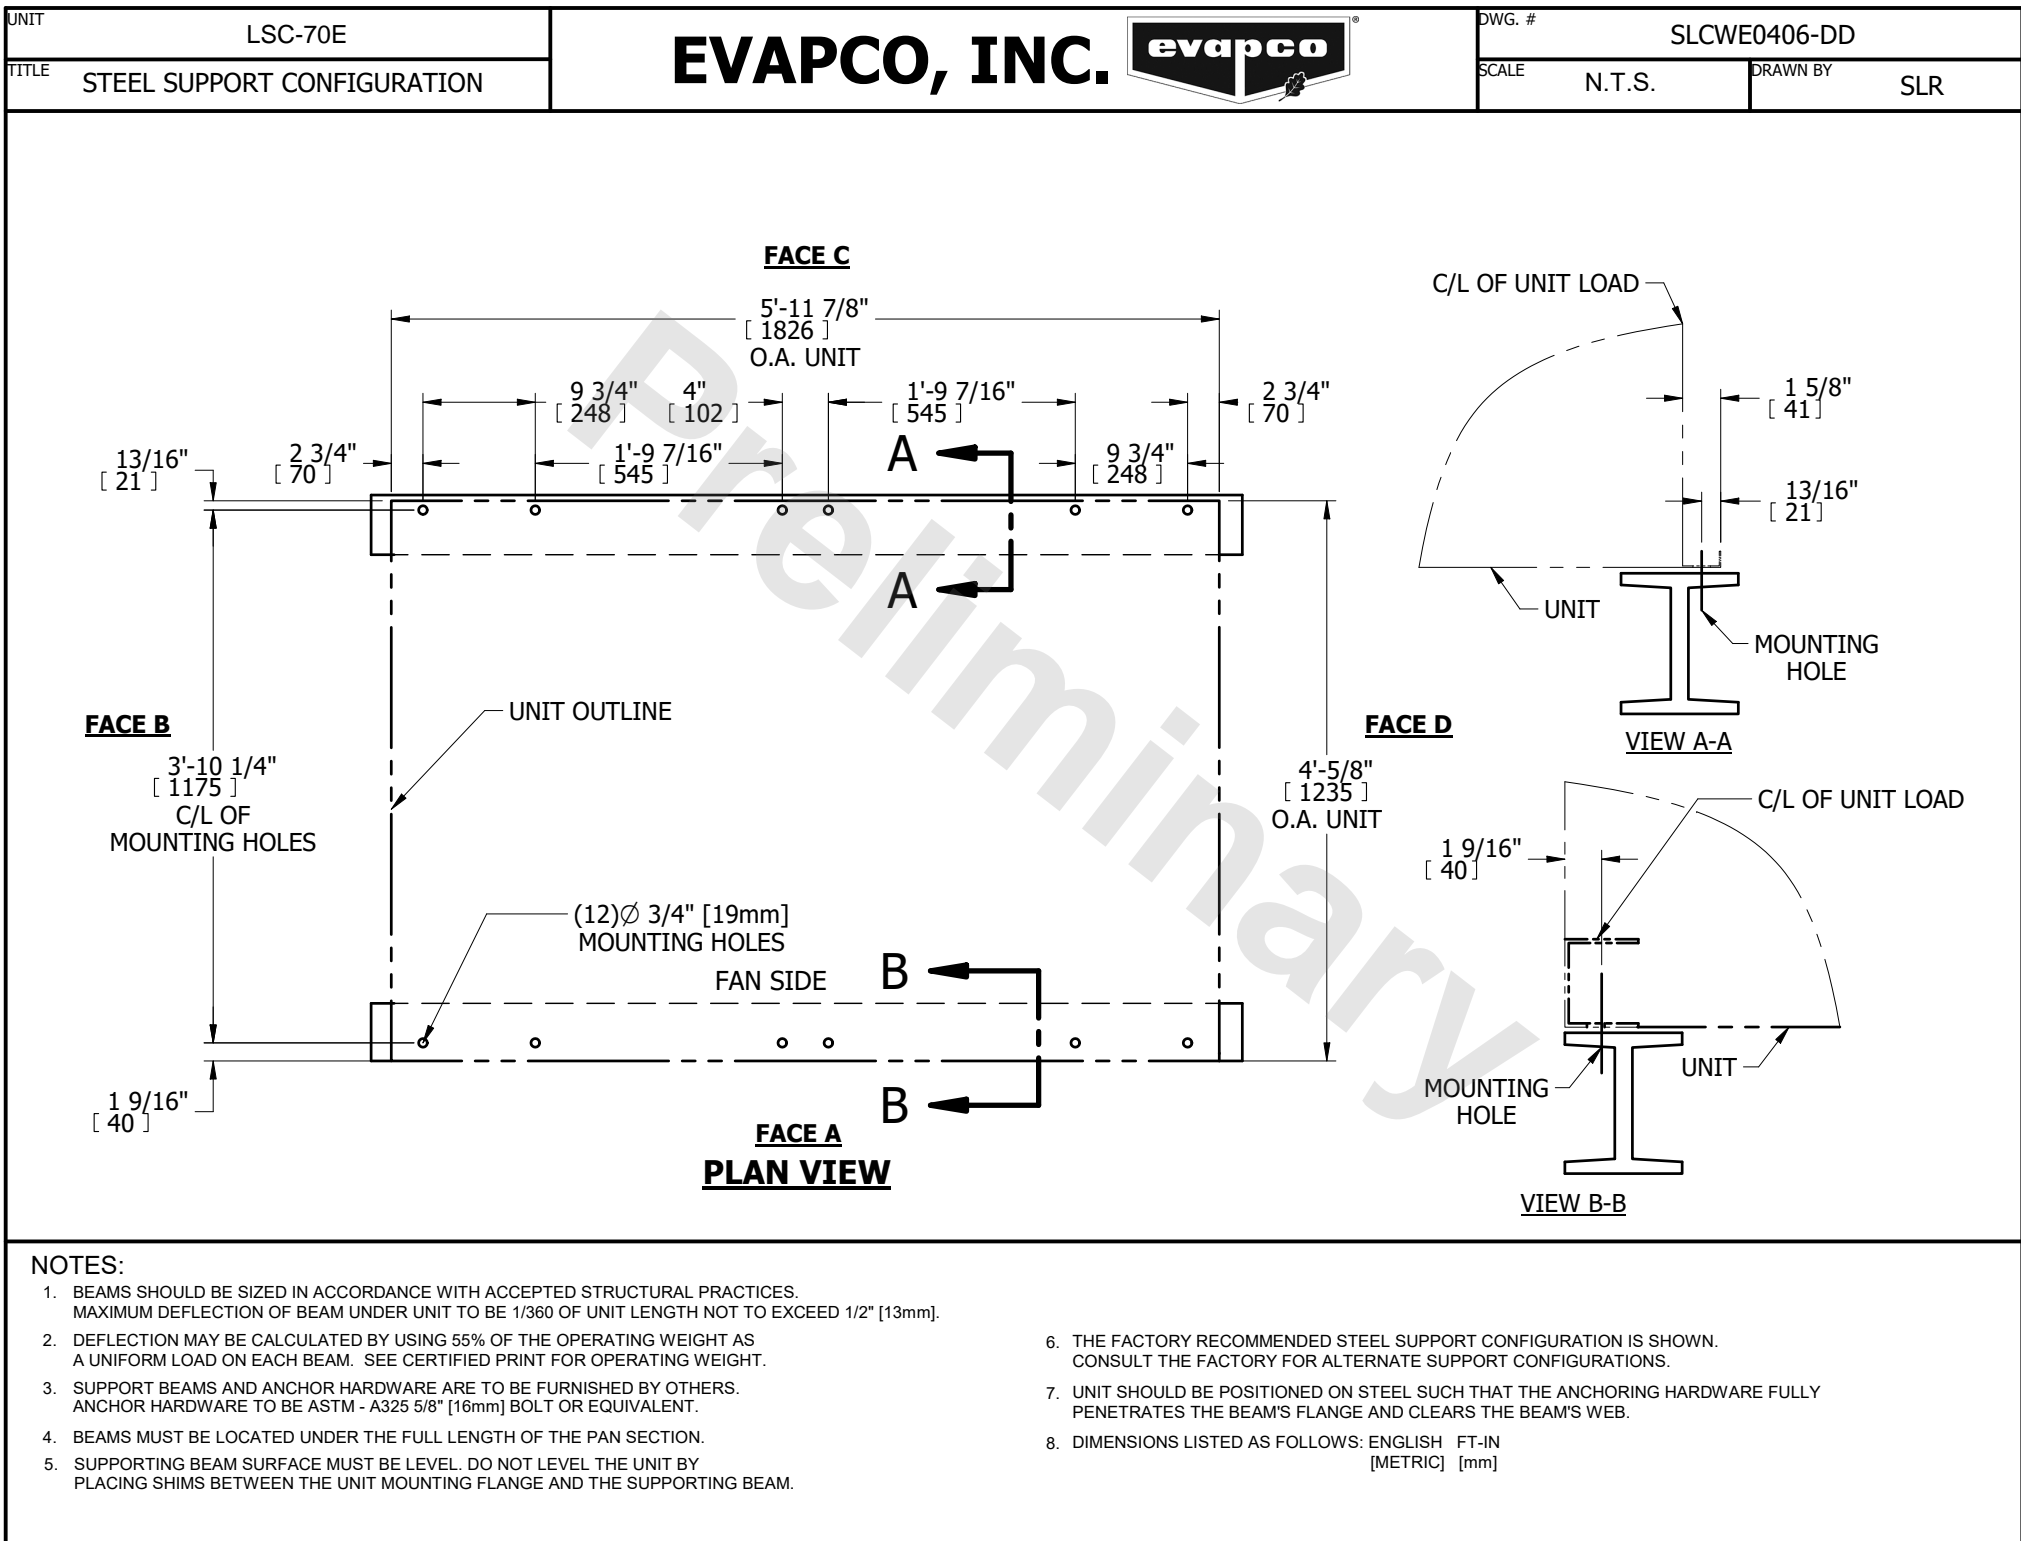 UNIT
LSC-70E
TITLE
STEEL SUPPORT CONFIGURATION
EVAPCO, INC.
evapco
®
DWG. #
SLCWE0406-DD
SCALE
N.T.S.
DRAWN BY
SLR
FACE C
5'-11 7/8"
[ 1826 ]
O.A. UNIT
9 3/4"
[ 248 ]
4"
[ 102 ]
1'-9 7/16"
[ 545 ]
2 3/4"
[ 70 ]
13/16"
[ 21 ]
2 3/4"
[ 70 ]
1'-9 7/16"
[ 545 ]
A
9 3/4"
[ 248 ]
A
FACE B
3'-10 1/4"
[ 1175 ]
C/L OF
MOUNTING HOLES
UNIT OUTLINE
FACE D
4'-5/8"
[ 1235 ]
O.A. UNIT
(12)Ø 3/4" [19mm]
MOUNTING HOLES
FAN SIDE
B
B
1 9/16"
[ 40 ]
FACE A
PLAN VIEW
Preliminary
C/L OF UNIT LOAD
1 5/8"
[ 41]
13/16"
[ 21]
UNIT
MOUNTING
HOLE
VIEW A-A
C/L OF UNIT LOAD
1 9/16"
[ 40]
UNIT
MOUNTING
HOLE
VIEW B-B
NOTES:
1. BEAMS SHOULD BE SIZED IN ACCORDANCE WITH ACCEPTED STRUCTURAL PRACTICES.
MAXIMUM DEFLECTION OF BEAM UNDER UNIT TO BE 1/360 OF UNIT LENGTH NOT TO EXCEED 1/2" [13mm].
2. DEFLECTION MAY BE CALCULATED BY USING 55% OF THE OPERATING WEIGHT AS
A UNIFORM LOAD ON EACH BEAM. SEE CERTIFIED PRINT FOR OPERATING WEIGHT.
3. SUPPORT BEAMS AND ANCHOR HARDWARE ARE TO BE FURNISHED BY OTHERS.
ANCHOR HARDWARE TO BE ASTM - A325 5/8" [16mm] BOLT OR EQUIVALENT.
4. BEAMS MUST BE LOCATED UNDER THE FULL LENGTH OF THE PAN SECTION.
5. SUPPORTING BEAM SURFACE MUST BE LEVEL. DO NOT LEVEL THE UNIT BY
PLACING SHIMS BETWEEN THE UNIT MOUNTING FLANGE AND THE SUPPORTING BEAM.
6. THE FACTORY RECOMMENDED STEEL SUPPORT CONFIGURATION IS SHOWN.
CONSULT THE FACTORY FOR ALTERNATE SUPPORT CONFIGURATIONS.
7. UNIT SHOULD BE POSITIONED ON STEEL SUCH THAT THE ANCHORING HARDWARE FULLY
PENETRATES THE BEAM'S FLANGE AND CLEARS THE BEAM'S WEB.
8. DIMENSIONS LISTED AS FOLLOWS: ENGLISH FT-IN
[METRIC] [mm]